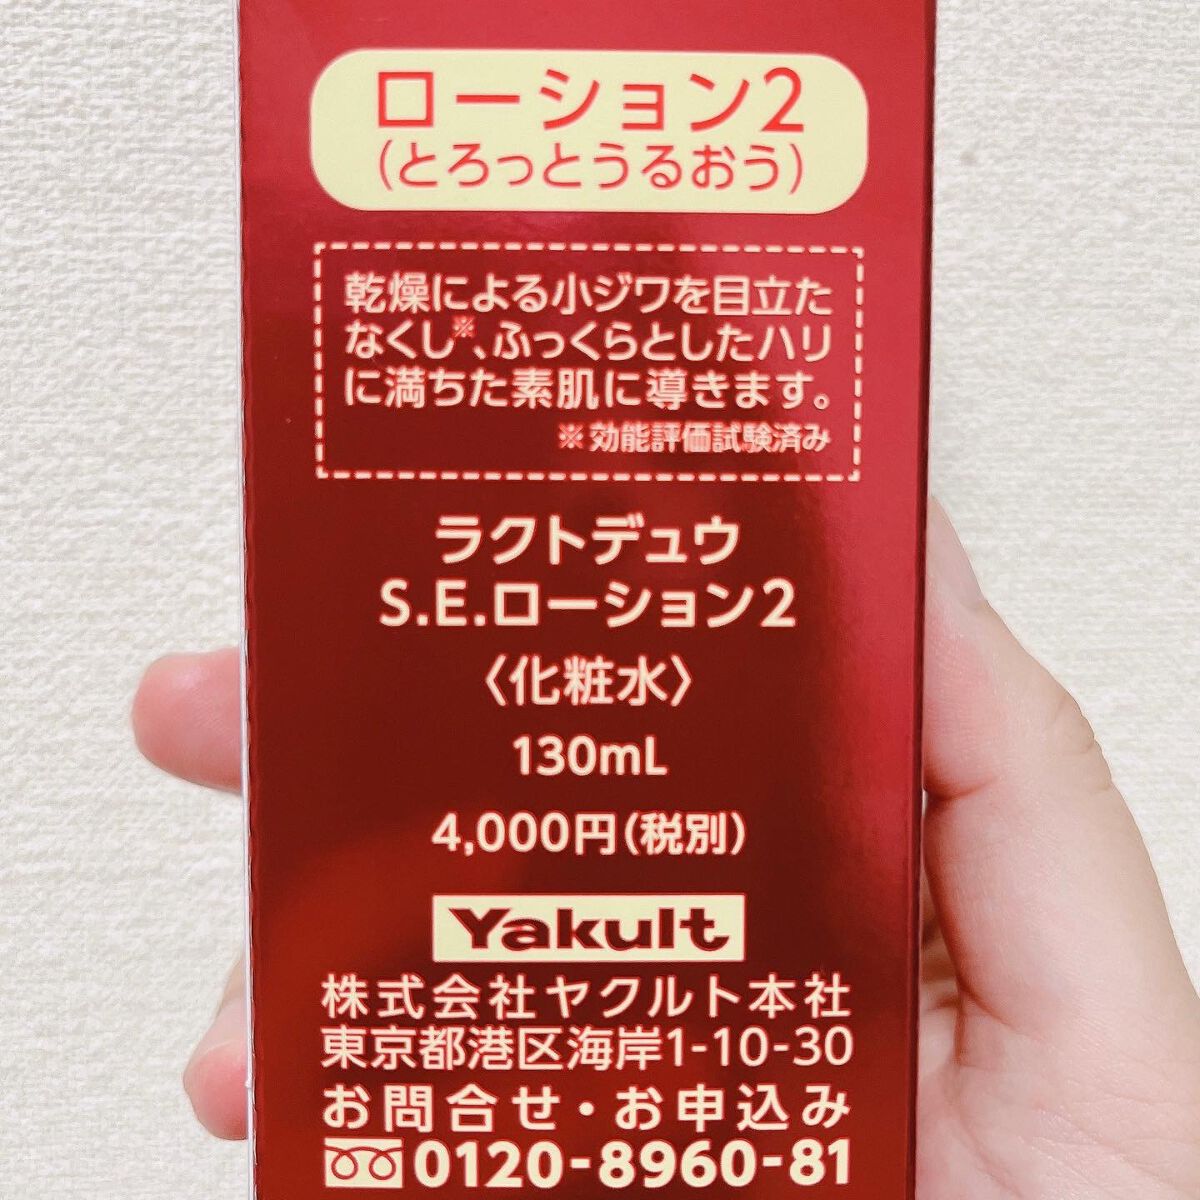 ローション2
(とろっとうるおう)
乾燥による小ジワを目立た
なくし※、ふっくらとしたハリ
に満ちた素肌に導きます。
※効能評価試験済み
ラクトデュウ
S.E.ローション2
〈化粧水〉
130mL
4,000円(税別)
Yakult
株式会社ヤクルト本社
東京都港区海岸1-10-30
お問合せ・お申込み
0120-8960-81